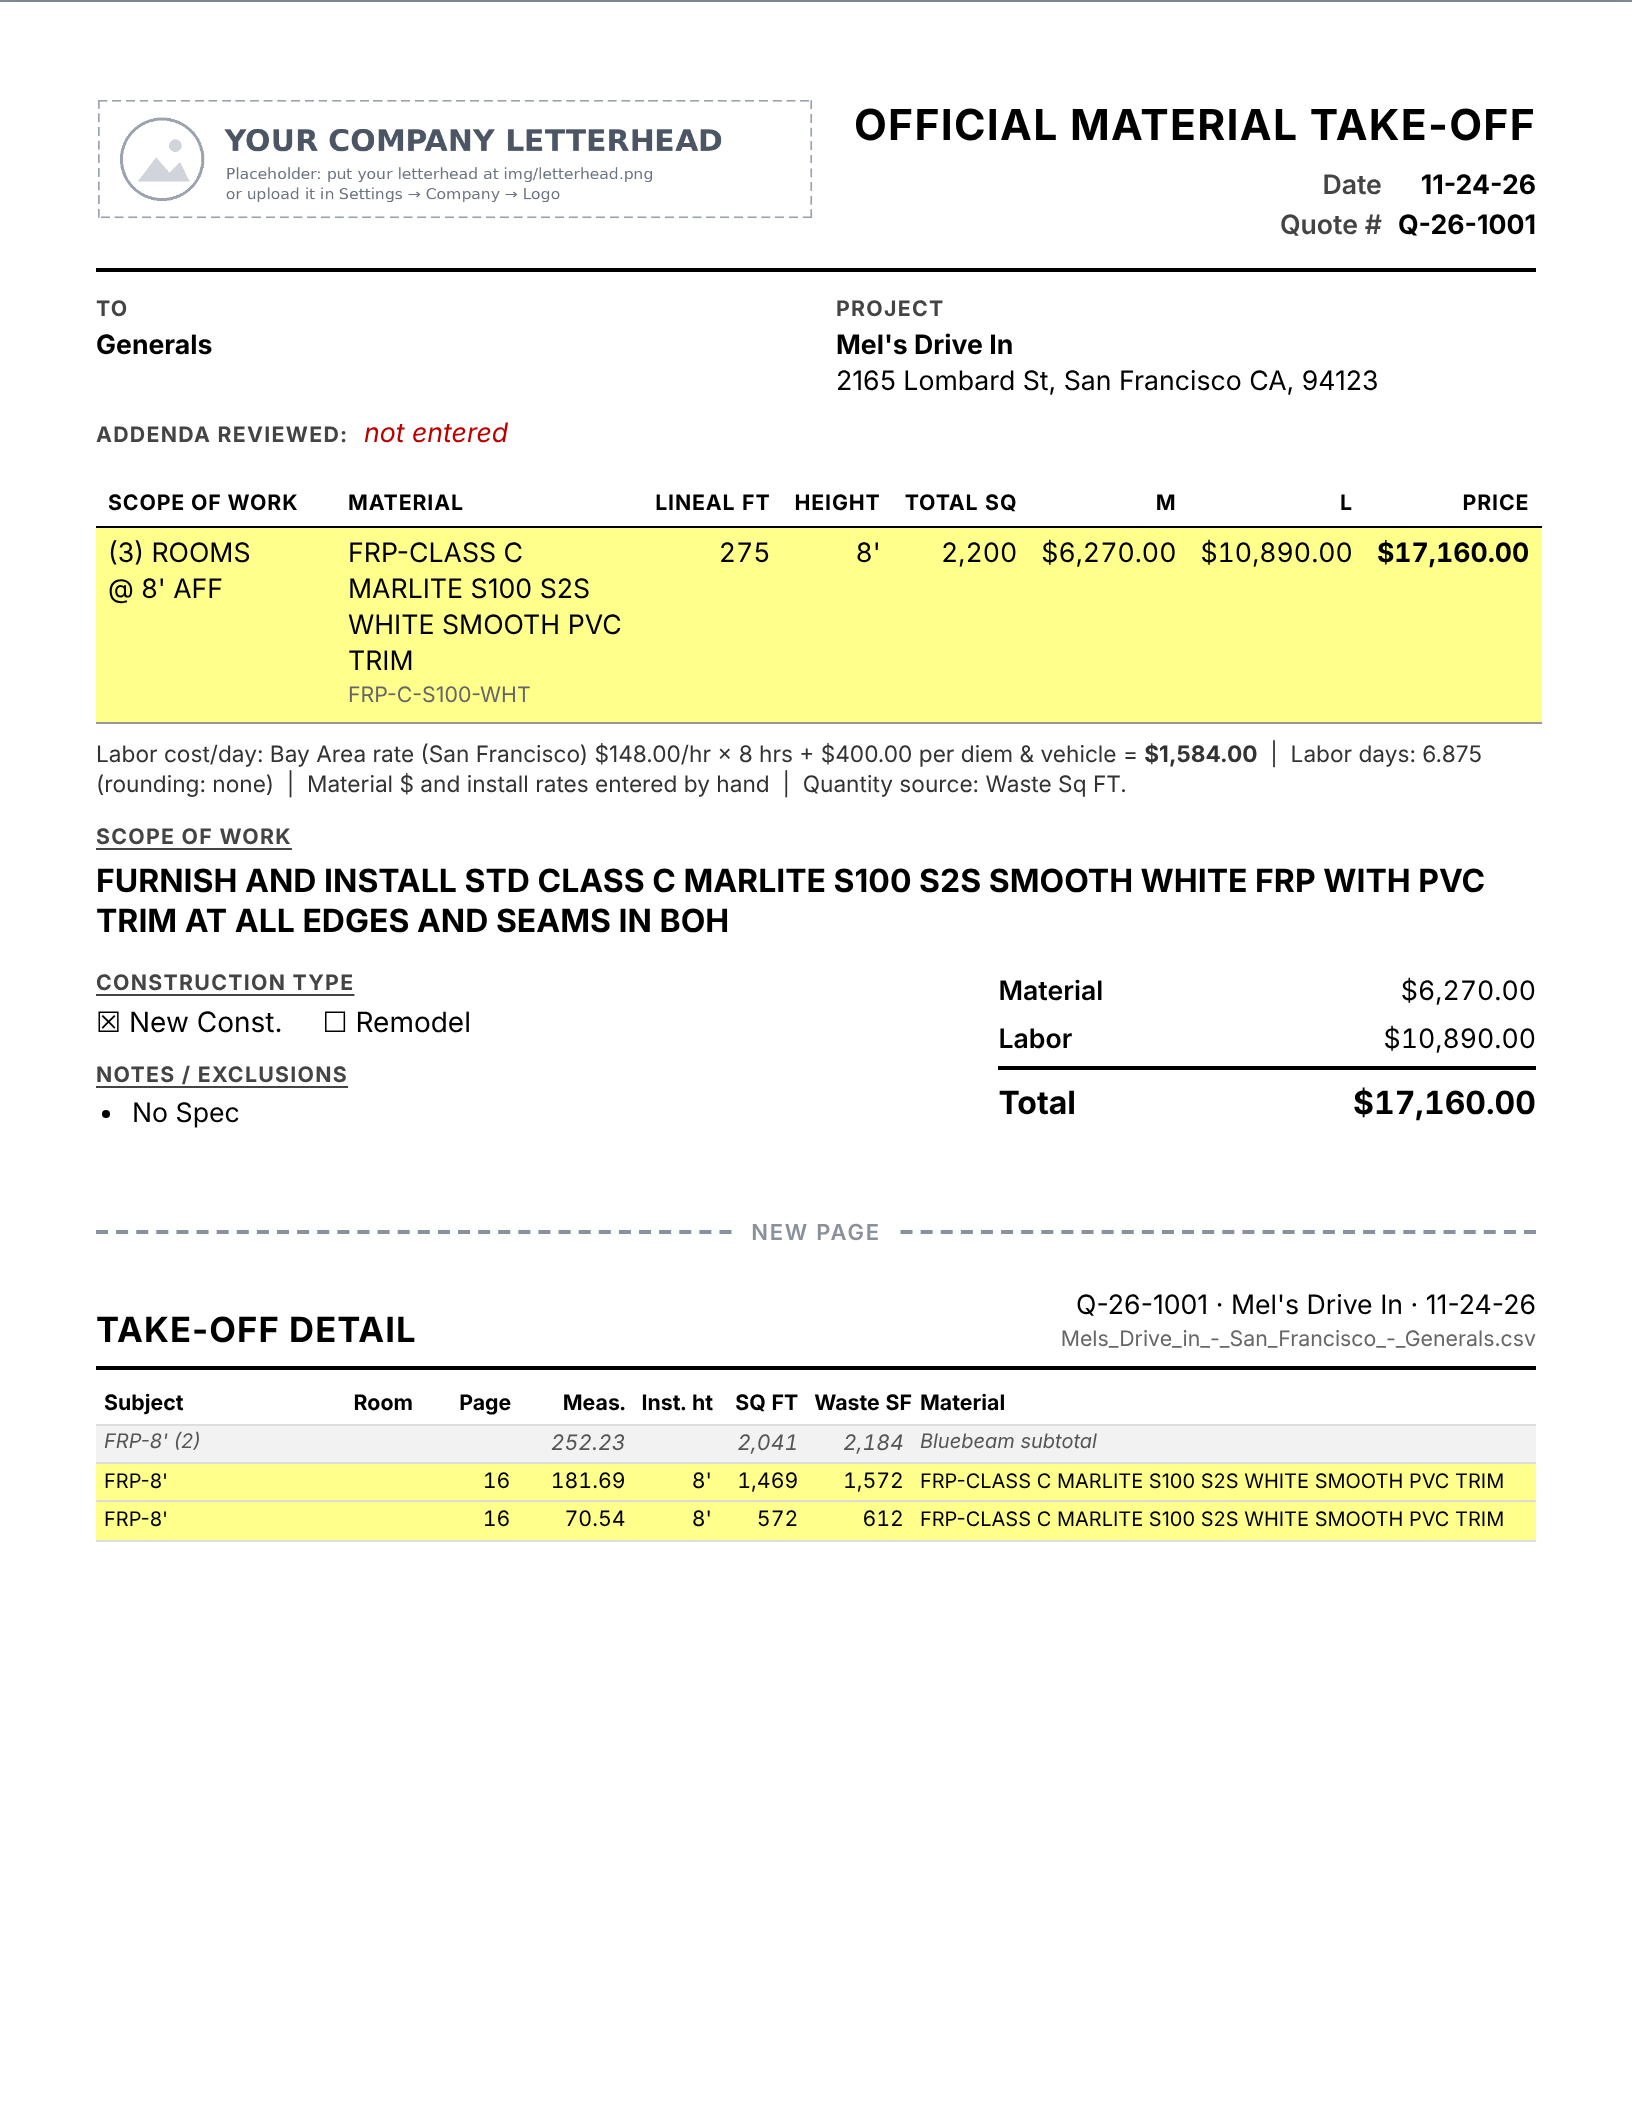 YOUR COMPANY LETTERHEAD
Placeholder: put your letterhead at img/letterhead.png
or upload it in Settings → Company → Logo
OFFICIAL MATERIAL TAKE-OFF
Date 11-24-26
Quote # Q-26-1001
TO
Generals
PROJECT
Mel's Drive In
2165 Lombard St, San Francisco CA, 94123
ADDENDA REVIEWED: not entered
SCOPE OF WORK MATERIAL LINEAL FT HEIGHT TOTAL SQ M L PRICE
(3) ROOMS FRP-CLASS C 275 8' 2,200 $6,270.00 $10,890.00 $17,160.00
@ 8' AFF MARLITE S100 S2S
WHITE SMOOTH PVC
TRIM
FRP-C-S100-WHT
Labor cost/day: Bay Area rate (San Francisco) $148.00/hr × 8 hrs + $400.00 per diem & vehicle = $1,584.00 | Labor days: 6.875
(rounding: none) | Material $ and install rates entered by hand | Quantity source: Waste Sq FT.
SCOPE OF WORK
FURNISH AND INSTALL STD CLASS C MARLITE S100 S2S SMOOTH WHITE FRP WITH PVC
TRIM AT ALL EDGES AND SEAMS IN BOH
CONSTRUCTION TYPE
☒ New Const. ☐ Remodel
NOTES / EXCLUSIONS
• No Spec
Material $6,270.00
Labor $10,890.00
Total $17,160.00
NEW PAGE
TAKE-OFF DETAIL
Q-26-1001 · Mel's Drive In · 11-24-26
Mels_Drive_in_-_San_Francisco_-_Generals.csv
Subject Room Page Meas. Inst. ht SQ FT Waste SF Material
FRP-8' (2) 252.23 2,041 2,184 Bluebeam subtotal
FRP-8' 16 181.69 8' 1,469 1,572 FRP-CLASS C MARLITE S100 S2S WHITE SMOOTH PVC TRIM
FRP-8' 16 70.54 8' 572 612 FRP-CLASS C MARLITE S100 S2S WHITE SMOOTH PVC TRIM